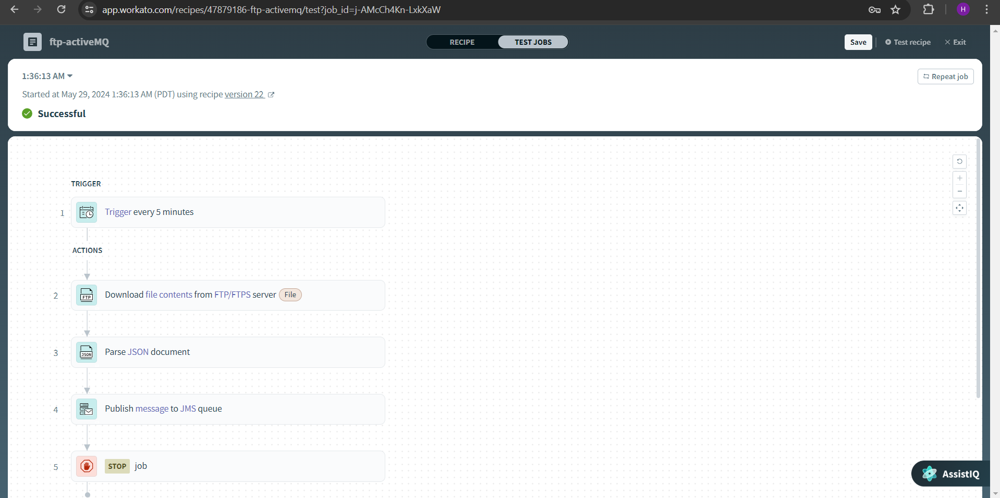 app.workato.com/recipes/47879186-ftp-activemq/test?job_id=j-AMcCh4Kn-LxkXaW
H
ftp-activeMQ
RECIPE
TEST JOBS
Save
Test recipe
Exit
1:36:13 AM
Repeat job
Started at May 29, 2024 1:36:13 AM (PDT) using recipe version 22
Successful
TRIGGER
1
Trigger every 5 minutes
ACTIONS
2
FTP
Download file contents from FTP/FTPS server File
3
JSON
Parse JSON document
4
Publish message to JMS queue
5
STOP job
AssistIQ